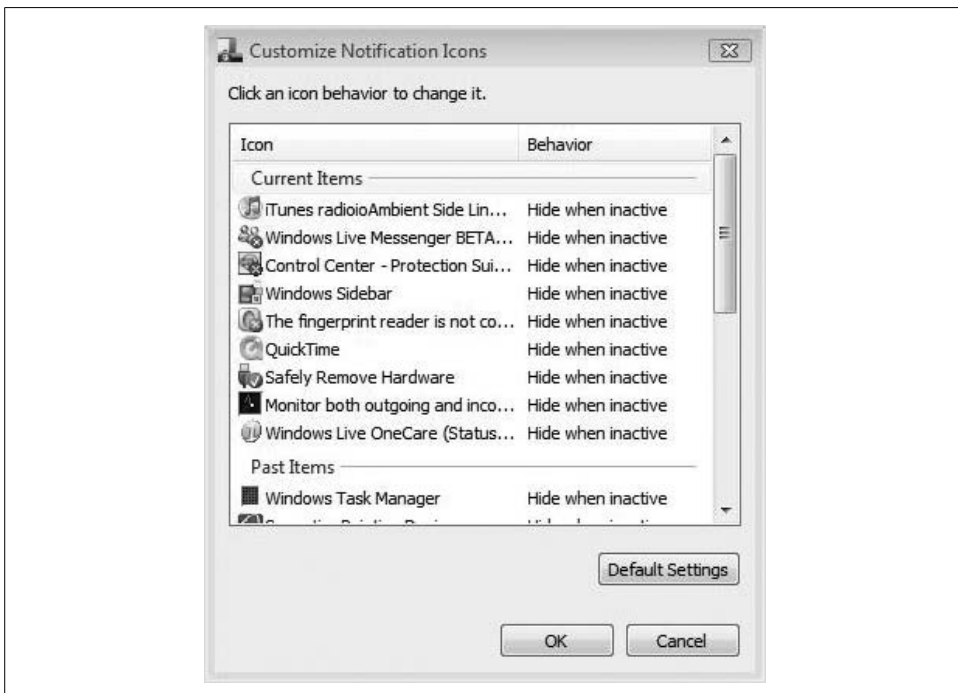 Customize Notification Icons
Click an icon behavior to change it.
Icon Behavior
Current Items
iTunes radioioAmbient Side Lin... Hide when inactive
Windows Live Messenger BETA... Hide when inactive
Control Center - Protection Sui... Hide when inactive
Windows Sidebar Hide when inactive
The fingerprint reader is not co... Hide when inactive
QuickTime Hide when inactive
Safely Remove Hardware Hide when inactive
Monitor both outgoing and inco... Hide when inactive
Windows Live OneCare (Status... Hide when inactive
Past Items
Windows Task Manager Hide when inactive
Default Settings
OK Cancel